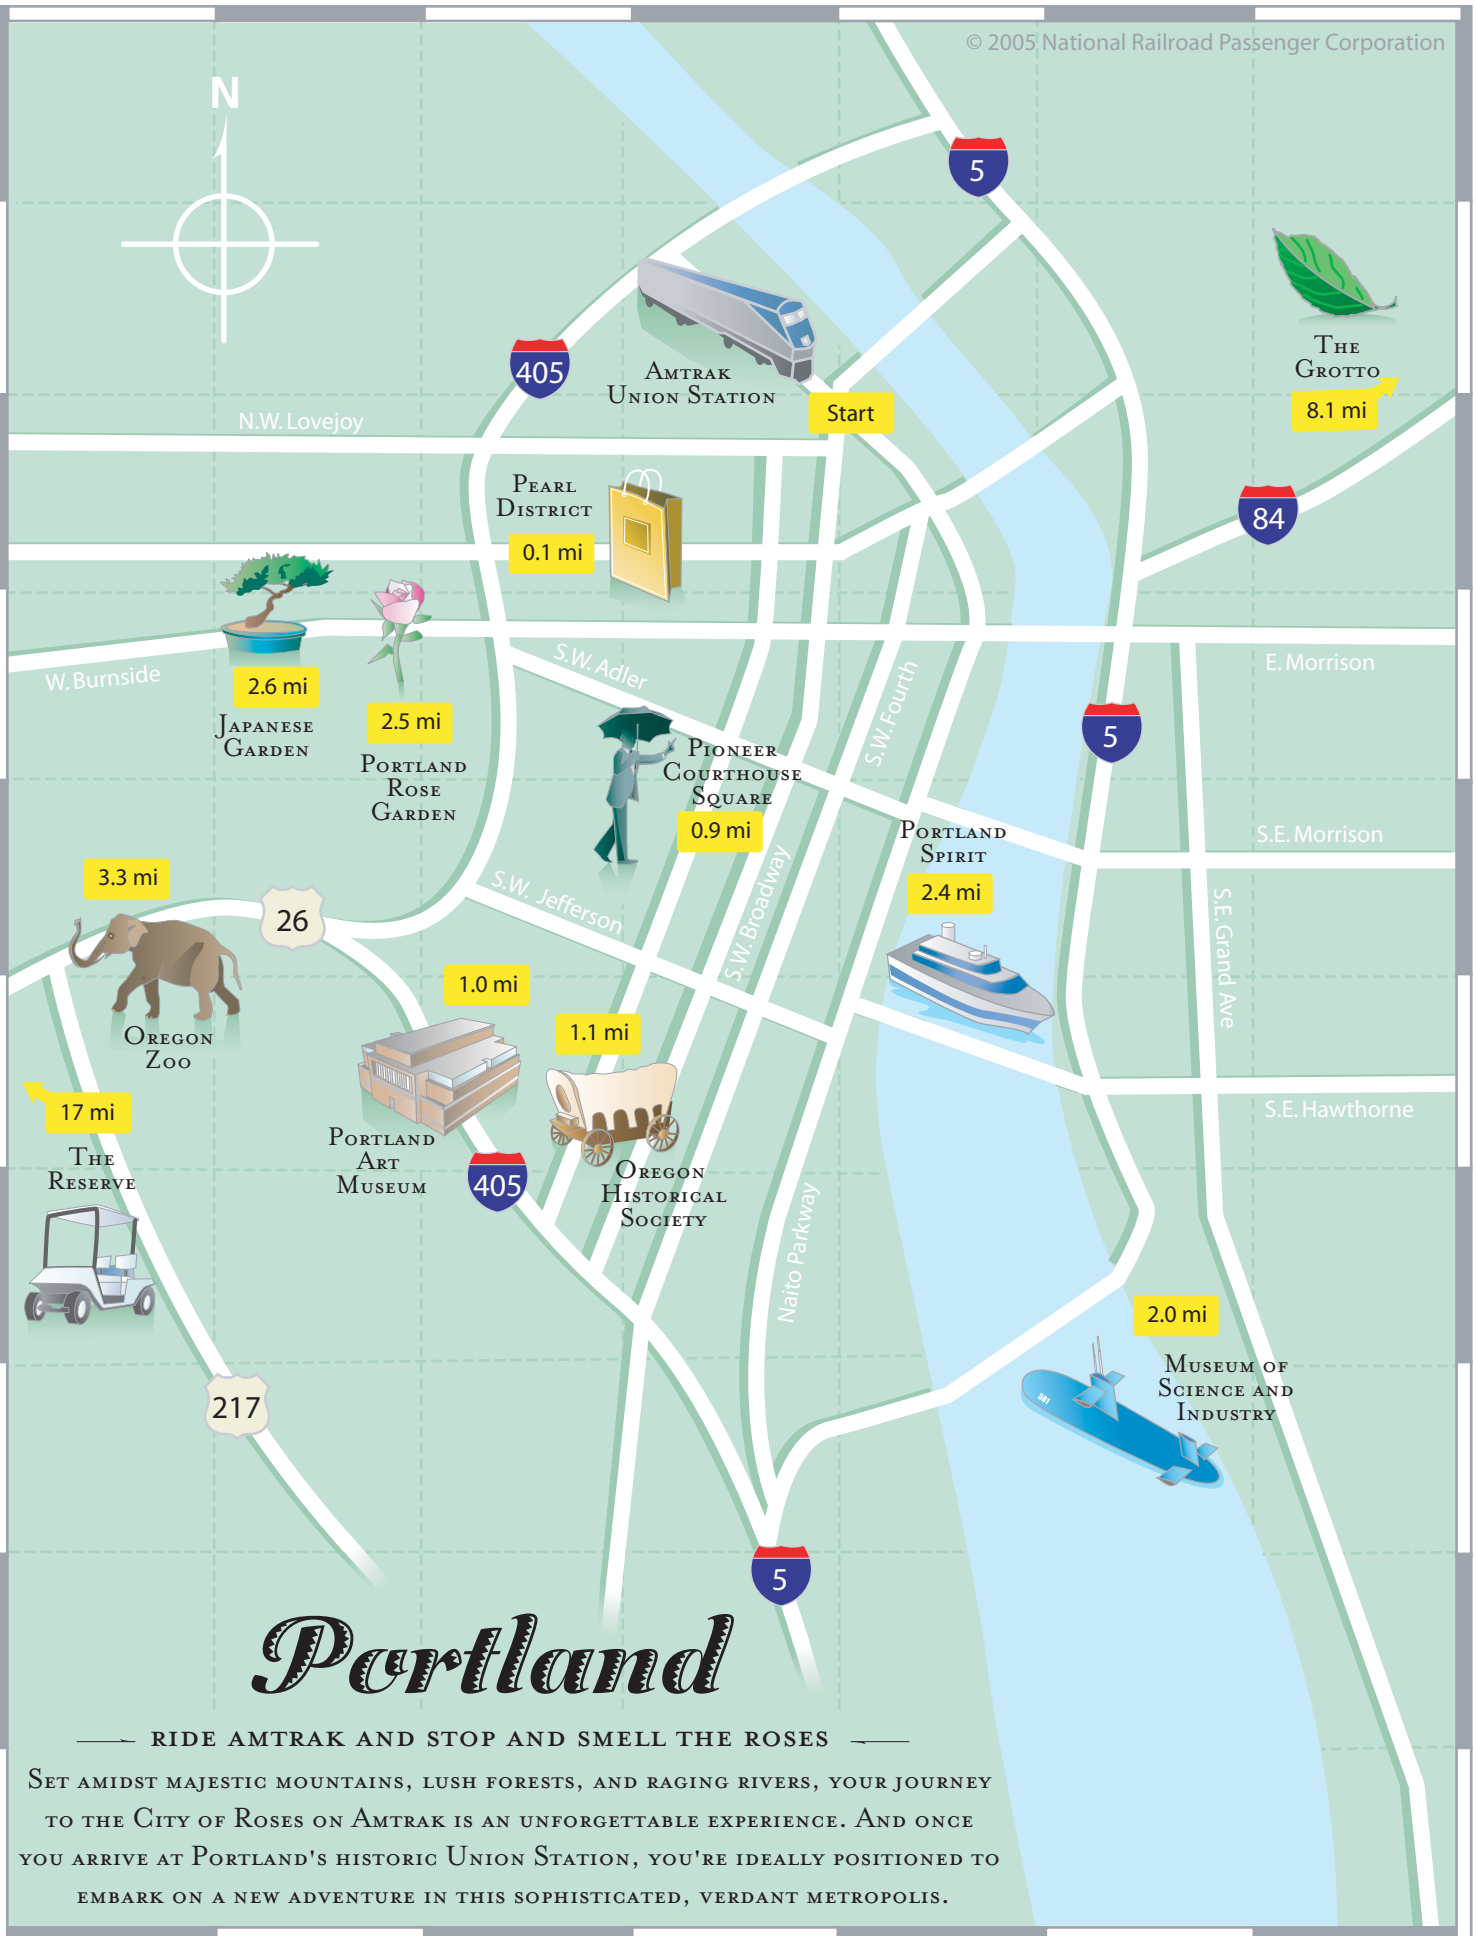 © 2005 National Railroad Passenger Corporation
N
5
The
Grotto
8.1 mi
405
Amtrak
Union Station
Start
N.W. Lovejoy
Pearl
District
0.1 mi
84
W. Burnside
2.6 mi
Japanese
Garden
2.5 mi
Portland
Rose
Garden
S.W. Adler
S.W. Fourth
E. Morrison
5
Pioneer
Courthouse
Square
0.9 mi
Portland
Spirit
2.4 mi
S.E. Morrison
3.3 mi
26
S.W. Jefferson
S.W. Broadway
S.E. Grand Ave
Oregon
Zoo
1.0 mi
1.1 mi
17 mi
The
Reserve
Portland
Art
Museum
405
Oregon
Historical
Society
Naito Parkway
S.E. Hawthorne
2.0 mi
Museum of
Science and
Industry
581
217
5
Portland
RIDE AMTRAK AND STOP AND SMELL THE ROSES
Set amidst majestic mountains, lush forests, and raging rivers, your journey
to the City of Roses on Amtrak is an unforgettable experience. And once
you arrive at Portland's historic Union Station, you're ideally positioned to
embark on a new adventure in this sophisticated, verdant metropolis.